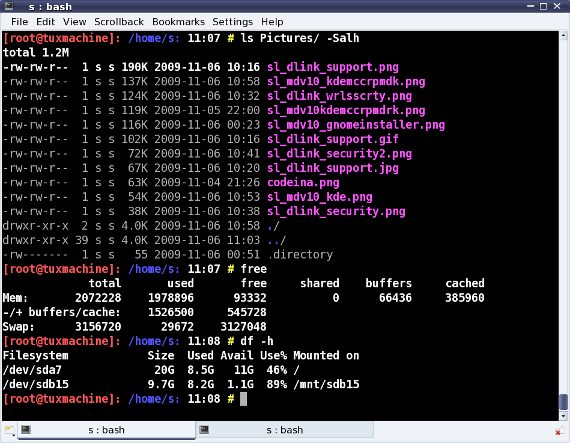 s : bash
File Edit View Scrollback Bookmarks Settings Help
[root@tuxmachine]: /home/s: 11:07 # ls Pictures/ -Salh
total 1.2M
-rw-rw-r-- 1 s s 190K 2009-11-06 10:16 sl_dlink_support.png
-rw-rw-r-- 1 s s 137K 2009-11-06 10:58 sl_mdv10_kdemccrpmdk.png
-rw-rw-r-- 1 s s 124K 2009-11-06 10:32 sl_dlink_wrlsscrty.png
-rw-rw-r-- 1 s s 119K 2009-11-05 22:00 sl_mdv10kdemccrpmdrk.png
-rw-rw-r-- 1 s s 116K 2009-11-06 00:23 sl_mdv10_gnomeinstaller.png
-rw-rw-r-- 1 s s 102K 2009-11-06 10:16 sl_dlink_support.gif
-rw-rw-r-- 1 s s 72K 2009-11-06 10:41 sl_dlink_security2.png
-rw-rw-r-- 1 s s 67K 2009-11-06 10:20 sl_dlink_support.jpg
-rw-rw-r-- 1 s s 63K 2009-11-04 21:26 codeina.png
-rw-rw-r-- 1 s s 54K 2009-11-06 10:53 sl_mdv10_kde.png
-rw-rw-r-- 1 s s 38K 2009-11-06 10:38 sl_dlink_security.png
drwxr-xr-x 2 s s 4.0K 2009-11-06 10:58 ./
drwxr-xr-x 39 s s 4.0K 2009-11-06 11:03 ../
-rw------- 1 s s 55 2009-11-06 00:51 .directory
[root@tuxmachine]: /home/s: 11:07 # free
total used free shared buffers cached
Mem: 2072228 1978896 93332 0 66436 385960
-/+ buffers/cache: 1526500 545728
Swap: 3156720 29672 3127048
[root@tuxmachine]: /home/s: 11:08 # df -h
Filesystem Size Used Avail Use% Mounted on
/dev/sda7 20G 8.5G 11G 46% /
/dev/sdb15 9.7G 8.2G 1.1G 89% /mnt/sdb15
[root@tuxmachine]: /home/s: 11:08 #
s : bash s : bash